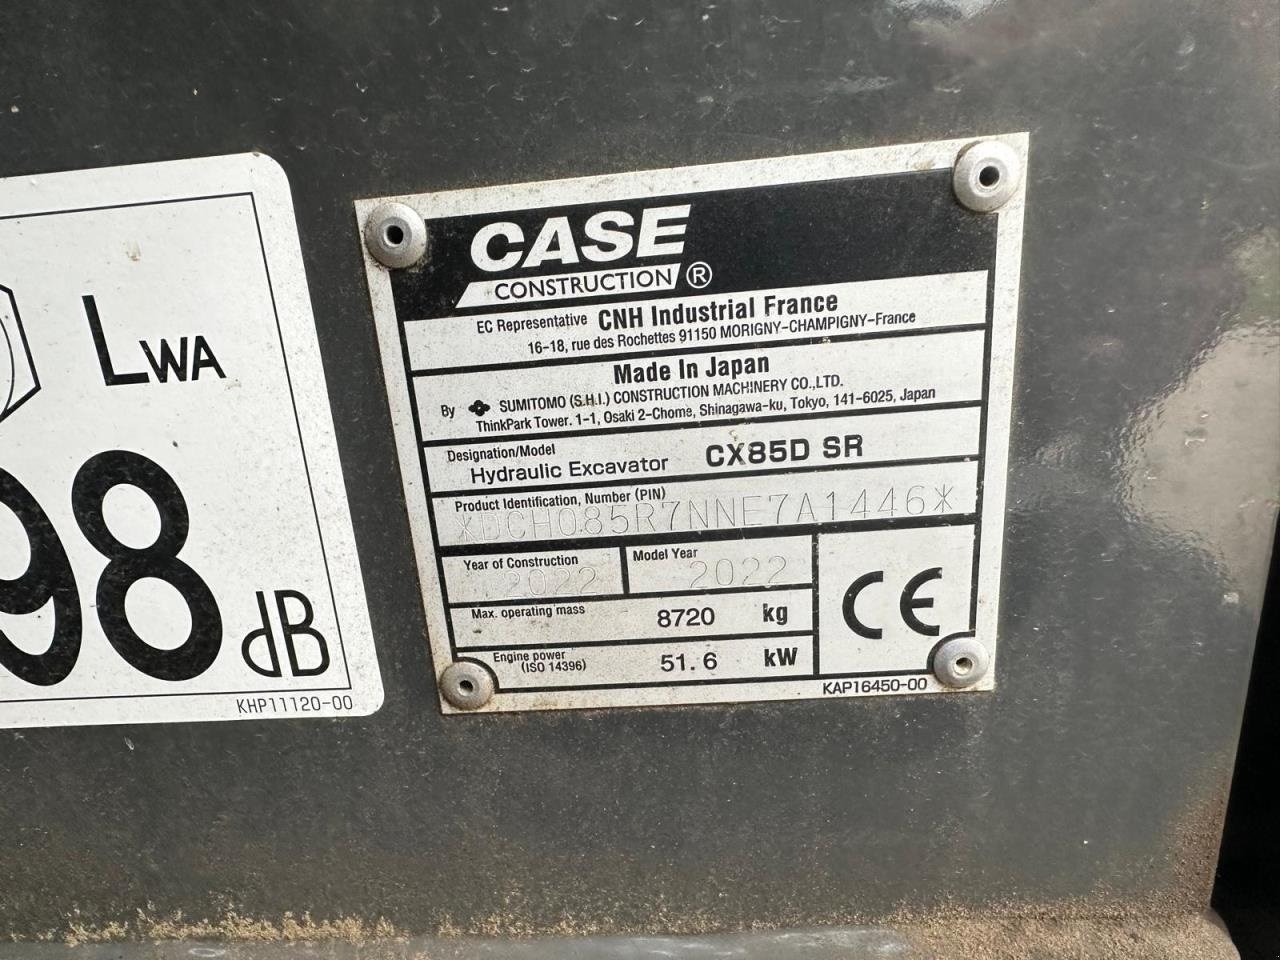 LWA
98 dB
KHP11120-00
CASE
CONSTRUCTION ®
EC Representative CNH Industrial France
16-18, rue des Rochettes 91150 MORIGNY-CHAMPIGNY-France
Made In Japan
By SUMITOMO (S.H.I.) CONSTRUCTION MACHINERY CO.,LTD.
ThinkPark Tower. 1-1, Osaki 2-Chome, Shinagawa-ku, Tokyo, 141-6025, Japan
Designation/Model
Hydraulic Excavator CX85D SR
Product Identification, Number (PIN)
*DCH085R7NNE7A1446*
Year of Construction 2022
Model Year 2022
Max. operating mass 8720 kg
Engine power (ISO 14396) 51.6 kW
CE
KAP16450-00